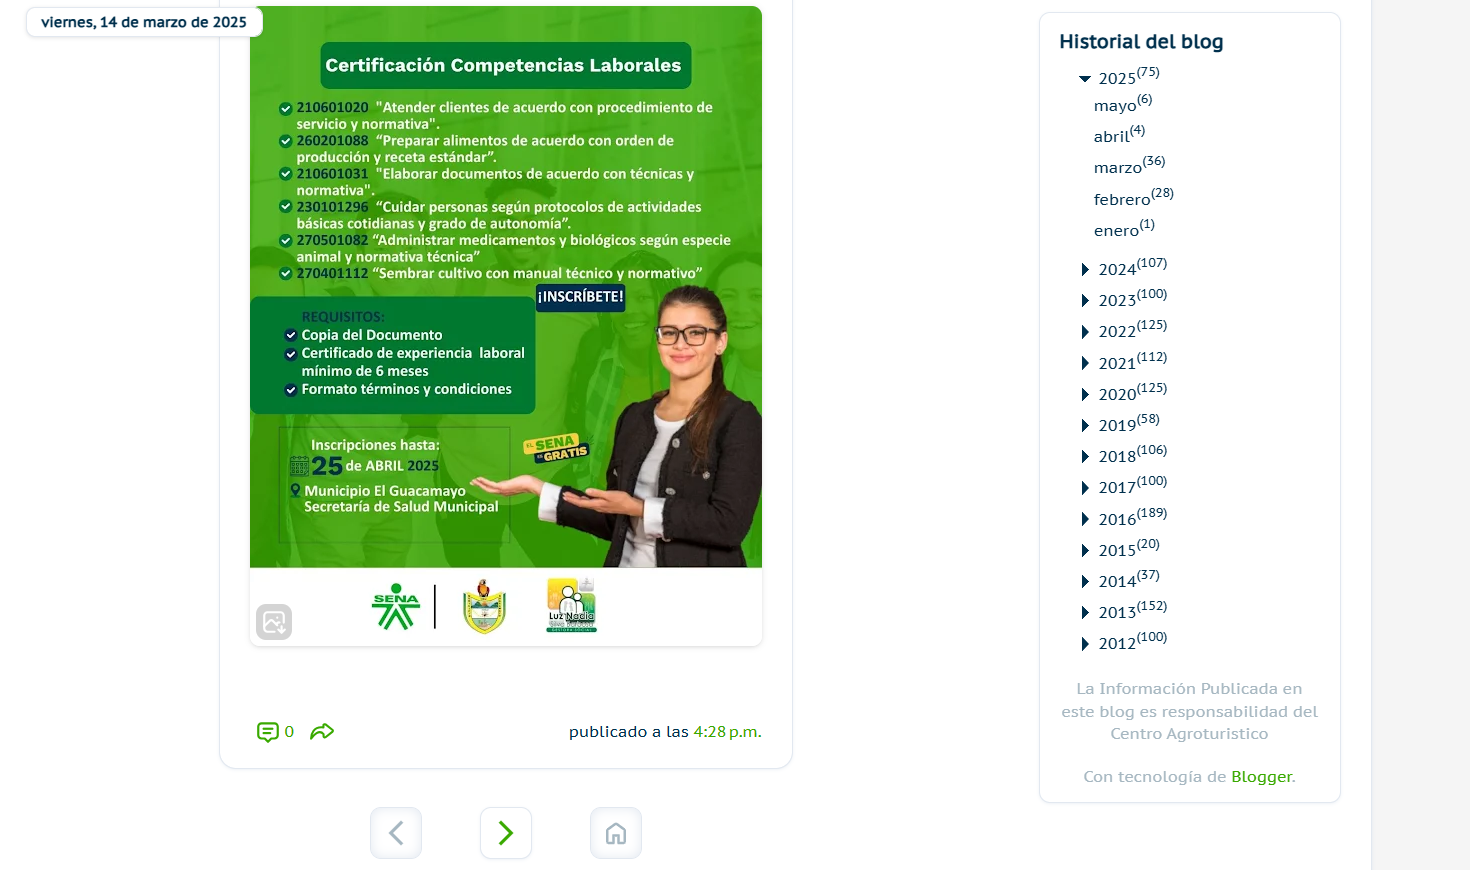 viernes, 14 de marzo de 2025
Certificación Competencias Laborales
210601020 "Atender clientes de acuerdo con procedimiento de
servicio y normativa".
260201088 “Preparar alimentos de acuerdo con orden de
producción y receta estándar”.
210601031 "Elaborar documentos de acuerdo con técnicas y
normativa".
230101296 “Cuidar personas según protocolos de actividades
básicas cotidianas y grado de autonomía”.
270501082 “Administrar medicamentos y biológicos según especie
animal y normativa técnica”
270401112 “Sembrar cultivo con manual técnico y normativo”
¡INSCRÍBETE!
REQUISITOS:
Copia del Documento
Certificado de experiencia laboral
mínimo de 6 meses
Formato términos y condiciones
Inscripciones hasta:
25 de ABRIL 2025
Municipio El Guacamayo
Secretaría de Salud Municipal
EL SENA
ES GRATIS
SENA
Luz Nadia
0
publicado a las 4:28 p.m.
Historial del blog
2025(75)
mayo(6)
abril(4)
marzo(36)
febrero(28)
enero(1)
2024(107)
2023(100)
2022(125)
2021(112)
2020(125)
2019(58)
2018(106)
2017(100)
2016(189)
2015(20)
2014(37)
2013(152)
2012(100)
La Información Publicada en
este blog es responsabilidad del
Centro Agroturistico
Con tecnología de Blogger.